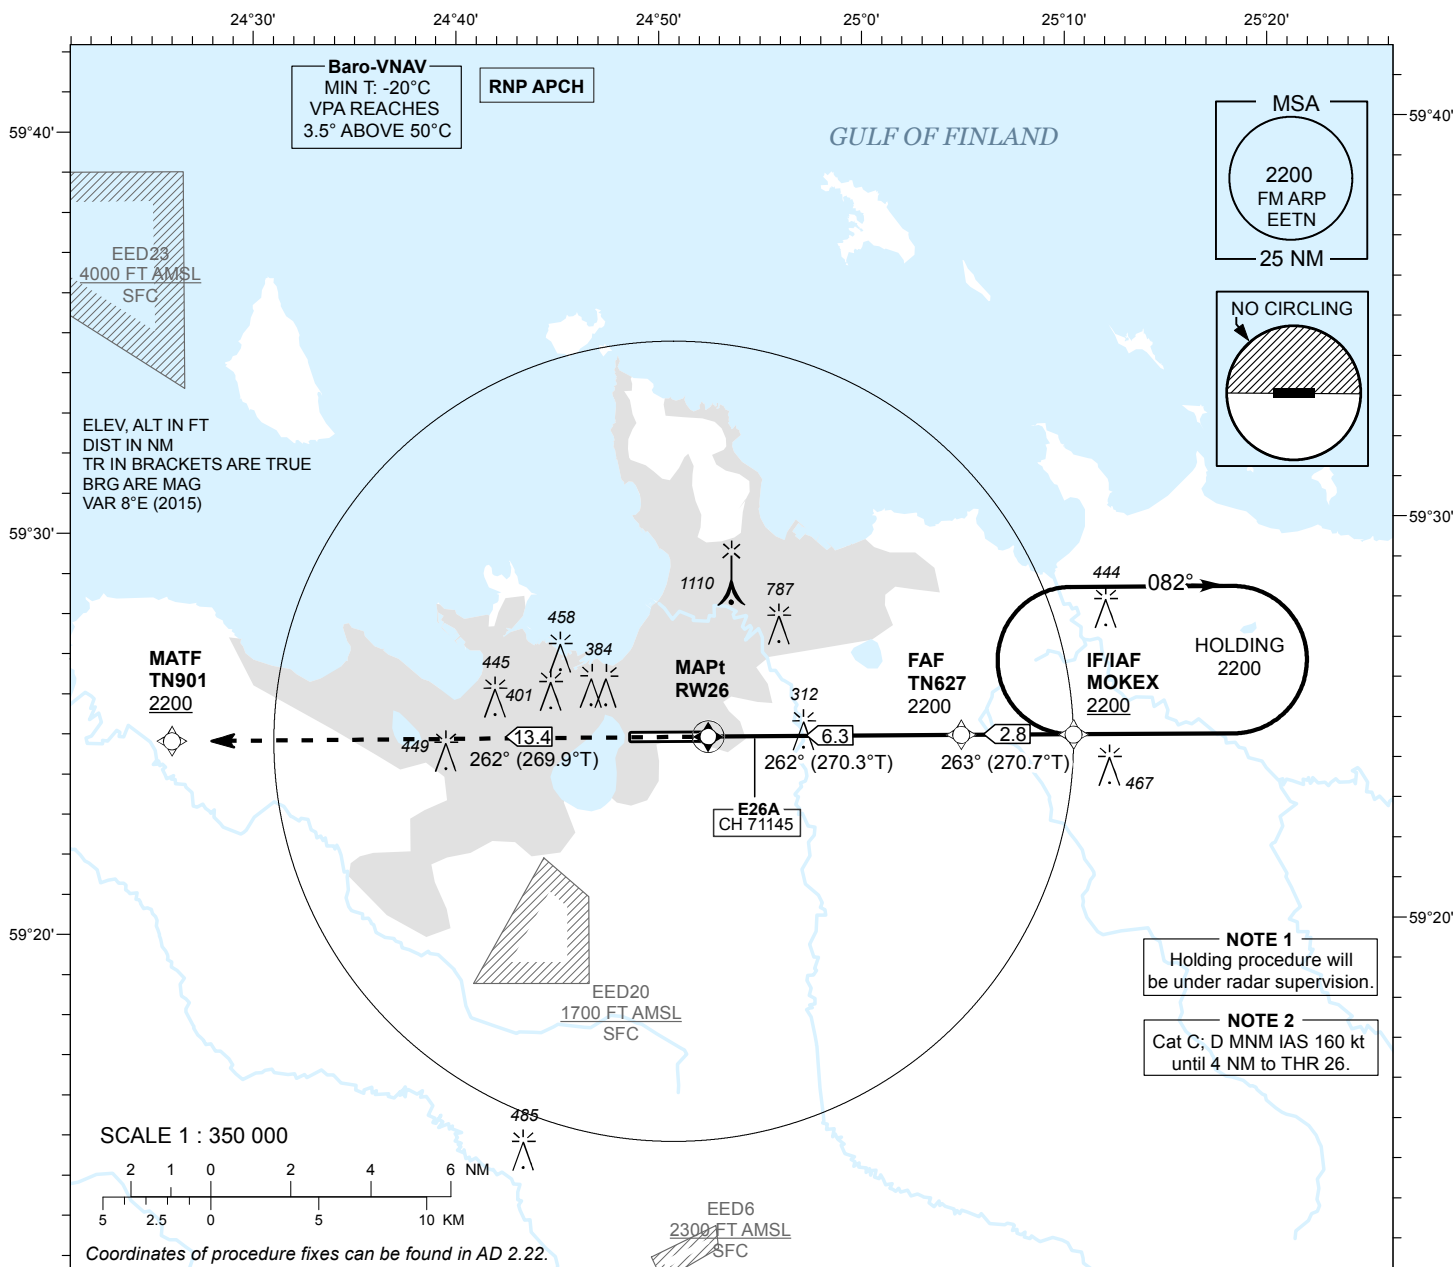 24°30'
24°40'
24°50'
25°0'
25°10'
25°20'
59°40'
59°40'
59°30'
59°30'
59°20'
59°20'
Baro-VNAV
MIN T: -20°C
VPA REACHES
3.5° ABOVE 50°C
RNP APCH
GULF OF FINLAND
MSA
2200
FM ARP
EETN
25 NM
NO CIRCLING
EED23
4000 FT AMSL
SFC
ELEV, ALT IN FT
DIST IN NM
TR IN BRACKETS ARE TRUE
BRG ARE MAG
VAR 8°E (2015)
1110
787
444
082°
458
384
445
401
449
312
467
HOLDING
2200
MATF
TN901
2200
MAPt
RW26
FAF
TN627
2200
IF/IAF
MOKEX
2200
13.4
6.3
2.8
262° (269.9°T)
262° (270.3°T)
263° (270.7°T)
E26A
CH 71145
EED20
1700 FT AMSL
SFC
NOTE 1
Holding procedure will
be under radar supervision.
NOTE 2
Cat C; D MNM IAS 160 kt
until 4 NM to THR 26.
485
SCALE 1 : 350 000
2 1 0 2 4 6 NM
5 2.5 0 5 10 KM
EED6
2300 FT AMSL
SFC
Coordinates of procedure fixes can be found in AD 2.22.